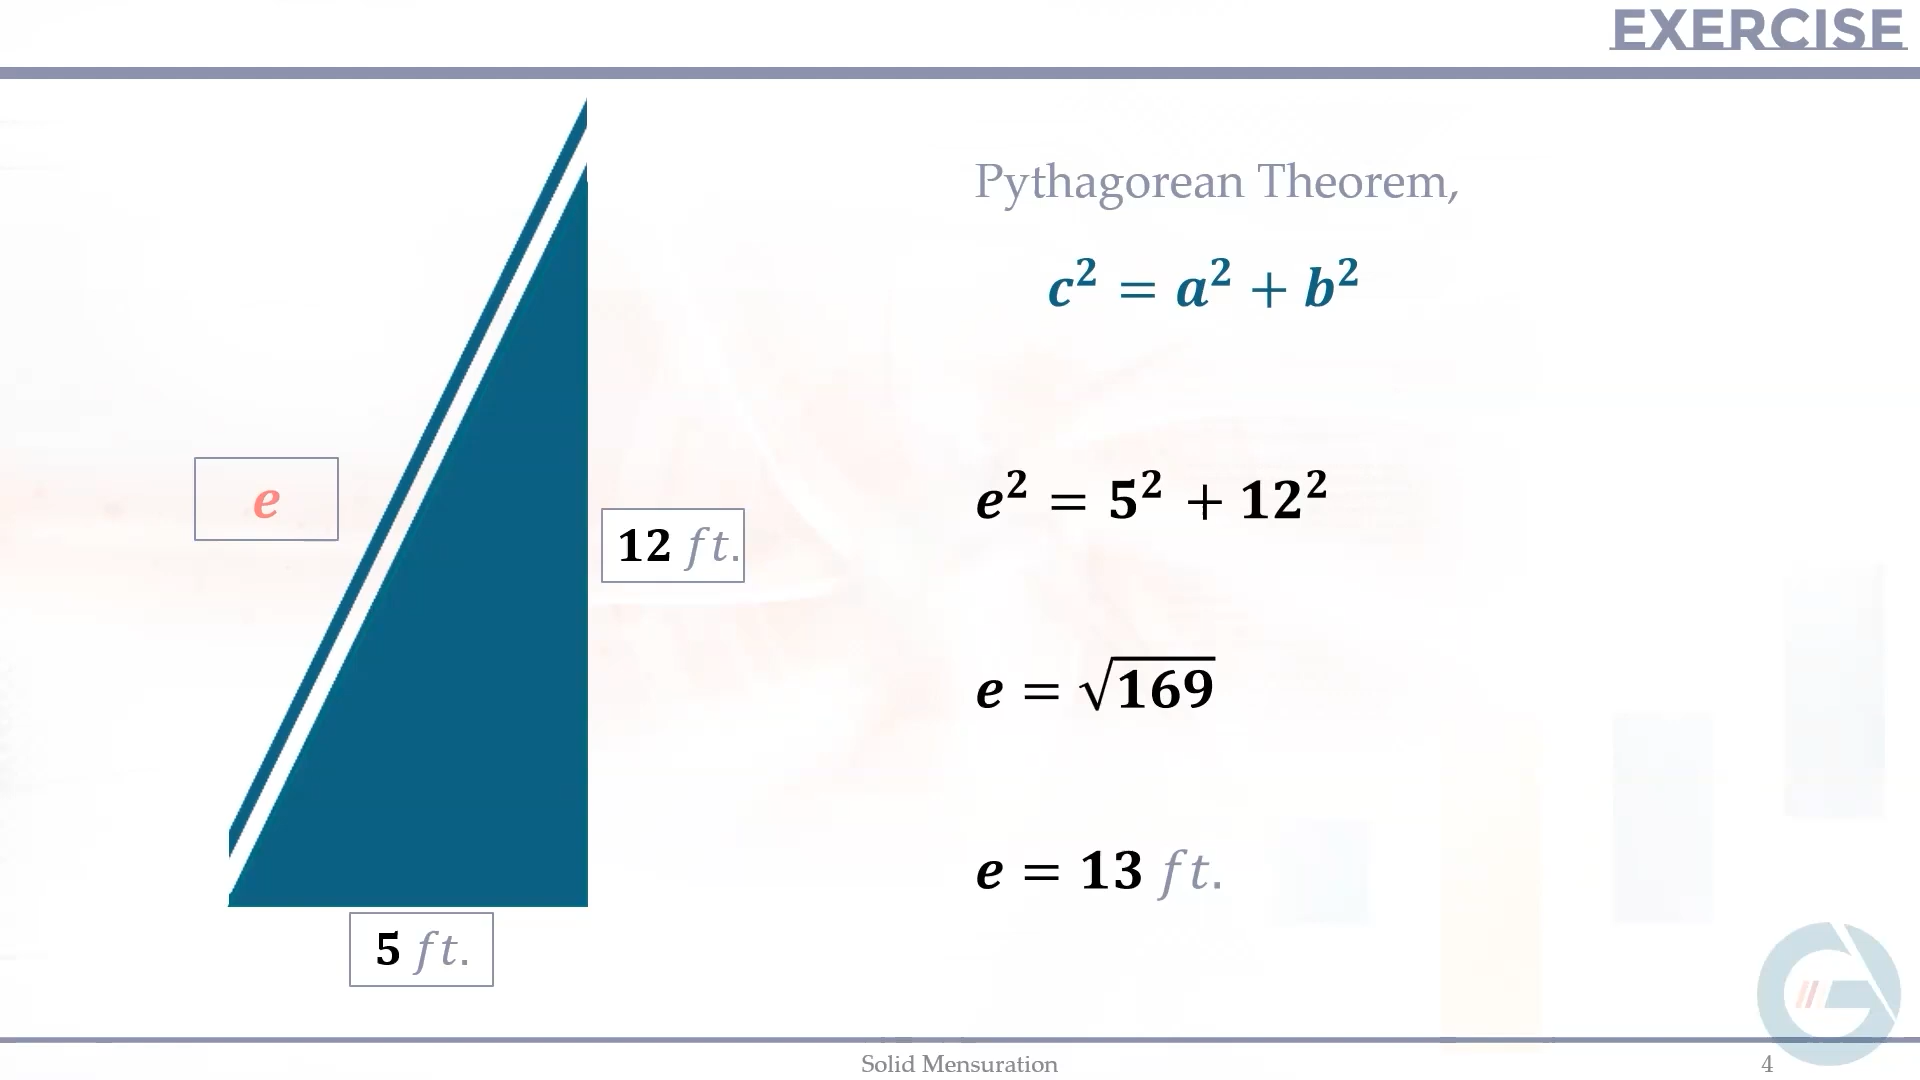 EXERCISE
Pythagorean Theorem,
c² = a² + b²
e
e² = 5² + 12²
12 ft.
e = √169
e = 13 ft.
5 ft.
Solid Mensuration
4